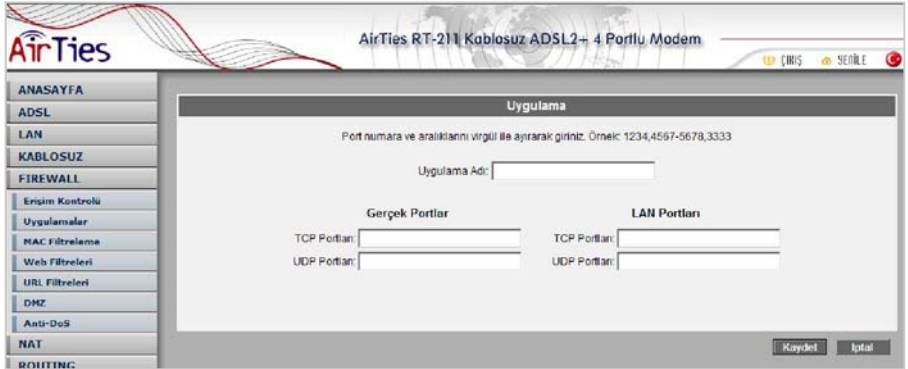 AirTies
AirTies RT-211 Kablosuz ADSL2+ 4 Portlu Modem
ÇIKIŞ YENİLE
ANASAYFA
ADSL
LAN
KABLOSUZ
FIREWALL
Erişim Kontrolü
Uygulamalar
MAC Filtreleme
Web Filtreleri
URL Filtreleri
DMZ
Anti-DoS
NAT
ROUTING
Uygulama
Port numara ve aralıklarını virgül ile ayırarak giriniz. Örnek: 1234,4567-5678,3333
Uygulama Adı:
Gerçek Portlar
LAN Portları
TCP Portları:
TCP Portları:
UDP Portları:
UDP Portları:
Kaydet
Iptal